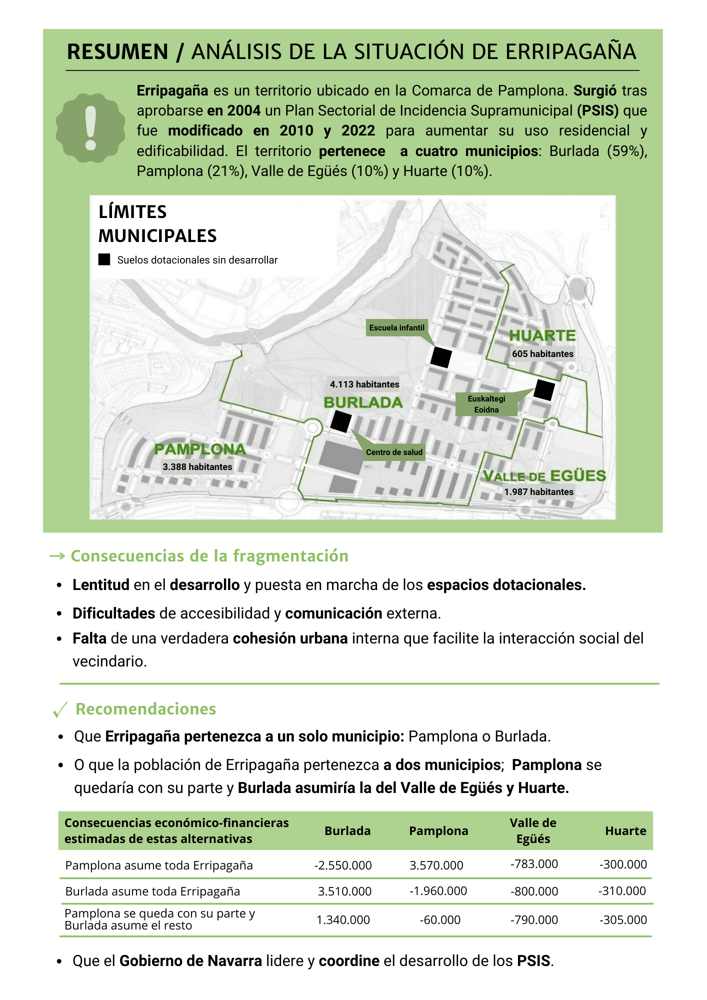 RESUMEN / ANÁLISIS DE LA SITUACIÓN DE ERRIPAGAÑA
Erripagaña es un territorio ubicado en la Comarca de Pamplona. Surgió tras
aprobarse en 2004 un Plan Sectorial de Incidencia Supramunicipal (PSIS) que
fue modificado en 2010 y 2022 para aumentar su uso residencial y
edificabilidad. El territorio pertenece a cuatro municipios: Burlada (59%),
Pamplona (21%), Valle de Egüés (10%) y Huarte (10%).
LÍMITES
MUNICIPALES
Suelos dotacionales sin desarrollar
Escuela infantil
HUARTE
605 habitantes
4.113 habitantes
BURLADA
Euskaltegi
Eoidna
PAMPLONA
3.388 habitantes
Centro de salud
VALLE DE EGÜES
1.987 habitantes
→ Consecuencias de la fragmentación
• Lentitud en el desarrollo y puesta en marcha de los espacios dotacionales.
• Dificultades de accesibilidad y comunicación externa.
• Falta de una verdadera cohesión urbana interna que facilite la interacción social del
vecindario.
✓ Recomendaciones
• Que Erripagaña pertenezca a un solo municipio: Pamplona o Burlada.
• O que la población de Erripagaña pertenezca a dos municipios; Pamplona se
quedaría con su parte y Burlada asumiría la del Valle de Egüés y Huarte.
Consecuencias económico-financieras
estimadas de estas alternativas
Burlada
Pamplona
Valle de
Egüés
Huarte
Pamplona asume toda Erripagaña -2.550.000 3.570.000 -783.000 -300.000
Burlada asume toda Erripagaña 3.510.000 -1.960.000 -800.000 -310.000
Pamplona se queda con su parte y
Burlada asume el resto
1.340.000 -60.000 -790.000 -305.000
• Que el Gobierno de Navarra lidere y coordine el desarrollo de los PSIS.